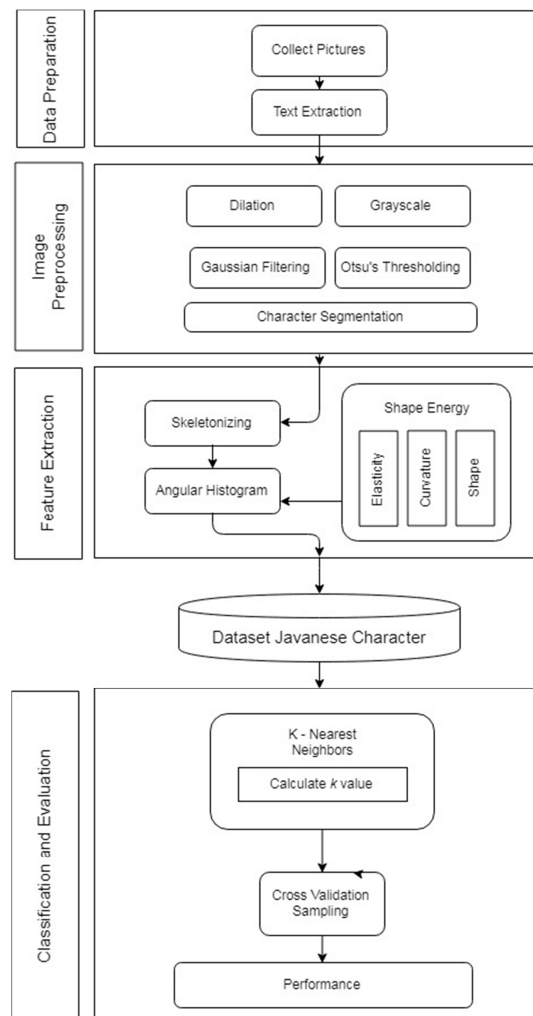 Data Preparation
Collect Pictures
Text Extraction
Image
Preprocessing
Dilation
Grayscale
Gaussian Filtering
Otsu's Thresholding
Character Segmentation
Feature Extraction
Skeletonizing
Angular Histogram
Shape Energy
Elasticity
Curvature
Shape
Dataset Javanese Character
Classification and Evaluation
K - Nearest
Neighbors
Calculate k value
Cross Validation
Sampling
Performance